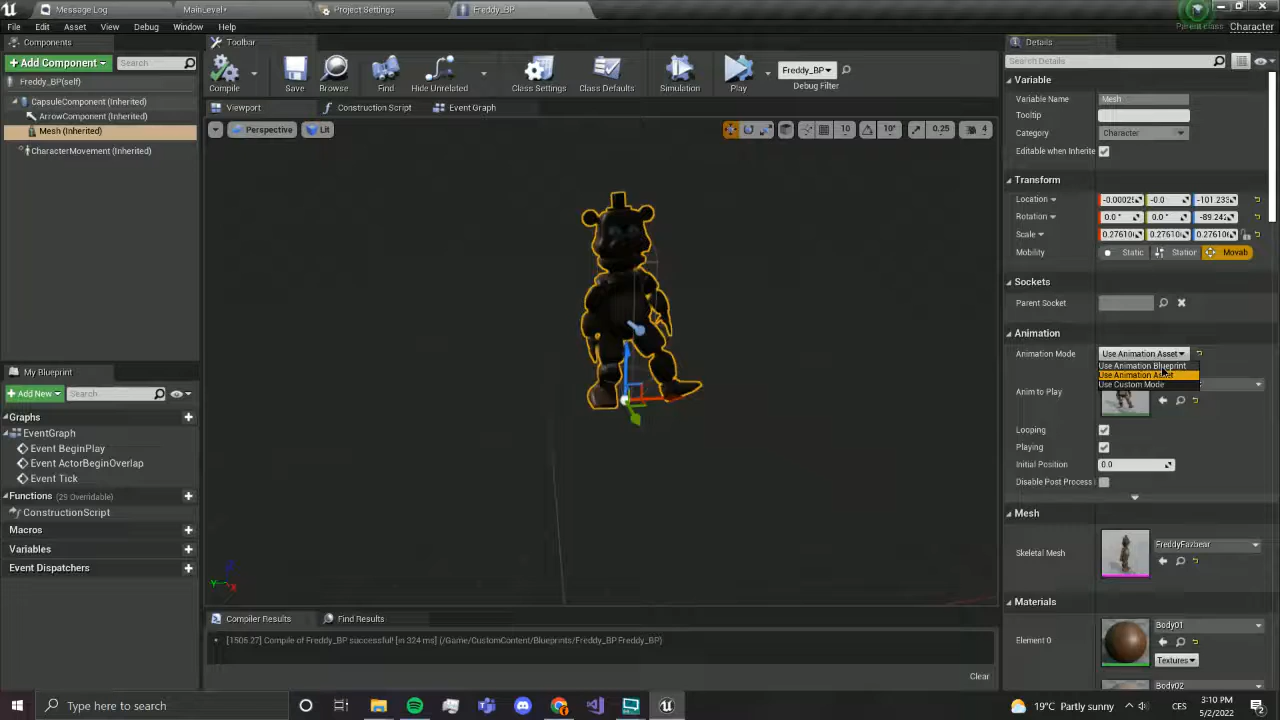 Message Log
MainLevel•
Project Settings
Freddy_BP
Parent class:
File Edit Asset View Debug Window Help
Character
Components
Toolbar
Details
+ Add Component
Search
Search Details
Freddy_BP(self)
CapsuleComponent (Inherited)
ArrowComponent (Inherited)
Mesh (Inherited)
CharacterMovement (Inherited)
Compile
Save
Browse
Find
Hide Unrelated
Class Settings
Class Defaults
Simulation
Play
Freddy_BP
Debug Filter
Viewport
Construction Script
Event Graph
Perspective
Lit
10
10°
0.25
4
Variable
Variable Name
Mesh
Tooltip
Category
Character
Editable when Inherite
Transform
Location
-0.00025
-0.0
-101.233
Rotation
0.0 °
0.0 °
-89.242
Scale
0.27610
0.27610
0.27610
Mobility
Static
Station
Movab
Sockets
Parent Socket
Animation
Animation Mode
Use Animation Asset
Use Animation Blueprint
Use Animation Asset
Use Custom Mode
Anim to Play
Looping
Playing
Initial Position
0.0
Disable Post Process
Mesh
Skeletal Mesh
FreddyFazbear
Materials
Element 0
Body01
Textures
Body02
My Blueprint
+ Add New
Search
Graphs
EventGraph
Event BeginPlay
Event ActorBeginOverlap
Event Tick
Functions (29 Overridable)
ConstructionScript
Macros
Variables
Event Dispatchers
Y
X
Compiler Results
Find Results
[1506.27] Compile of Freddy_BP successful! [in 324 ms] (/Game/CustomContent/Blueprints/Freddy_BP.Freddy_BP)
Clear
Type here to search
19°C Partly sunny
CES
3:10 PM
5/2/2022
2